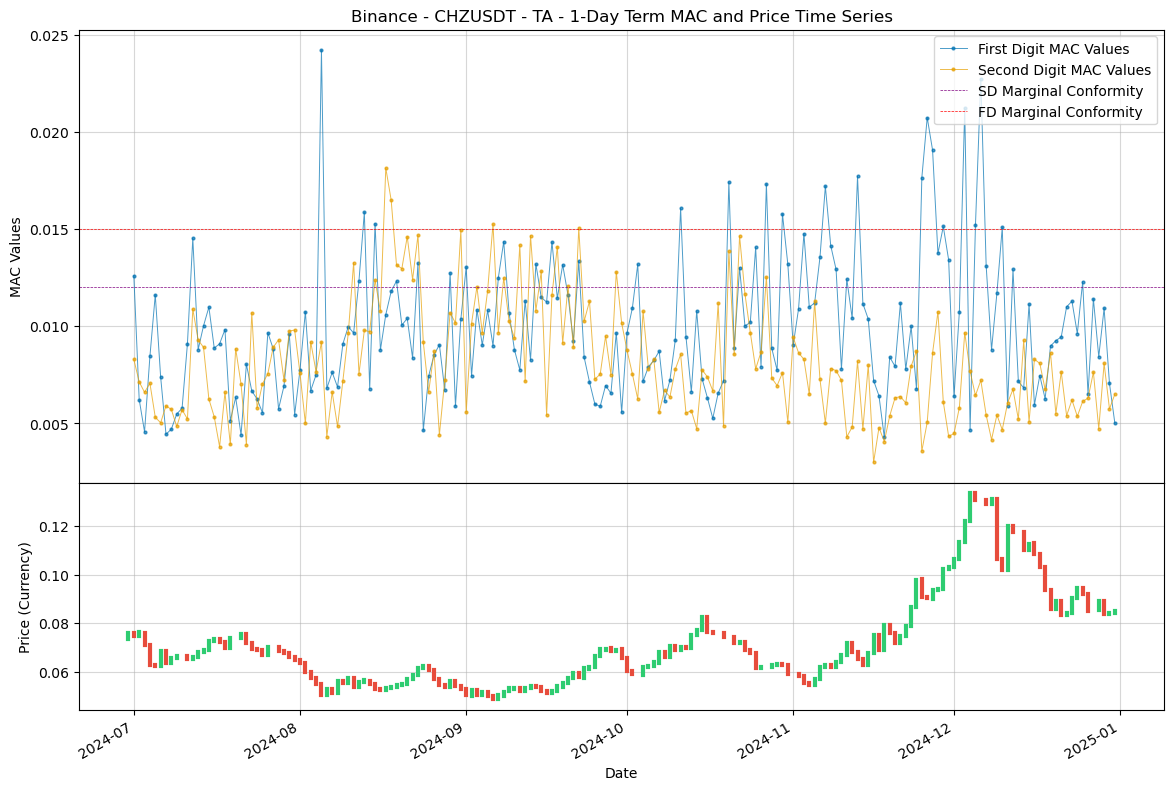 Binance - CHZUSDT - TA - 1-Day Term MAC and Price Time Series
0.025
0.020
0.015
0.010
0.005
MAC Values
First Digit MAC Values
Second Digit MAC Values
SD Marginal Conformity
FD Marginal Conformity
0.12
0.10
0.08
0.06
Price (Currency)
2024-07
2024-08
2024-09
2024-10
2024-11
2024-12
2025-01
Date